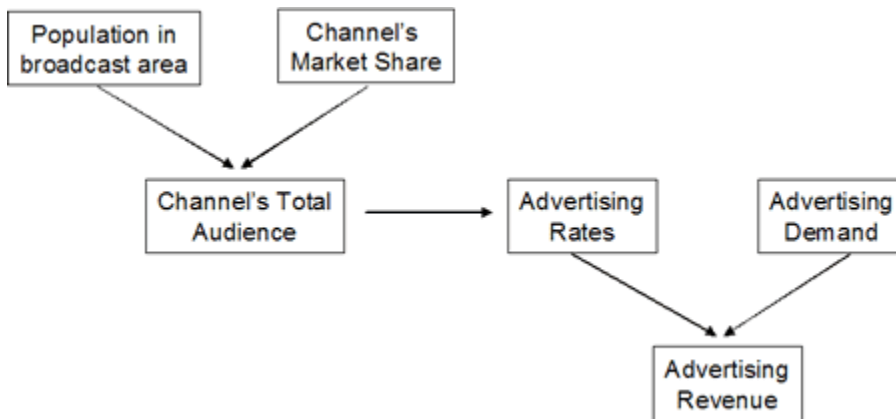 Population in
broadcast area
Channel’s
Market Share
Channel’s Total
Audience
Advertising
Rates
Advertising
Demand
Advertising
Revenue